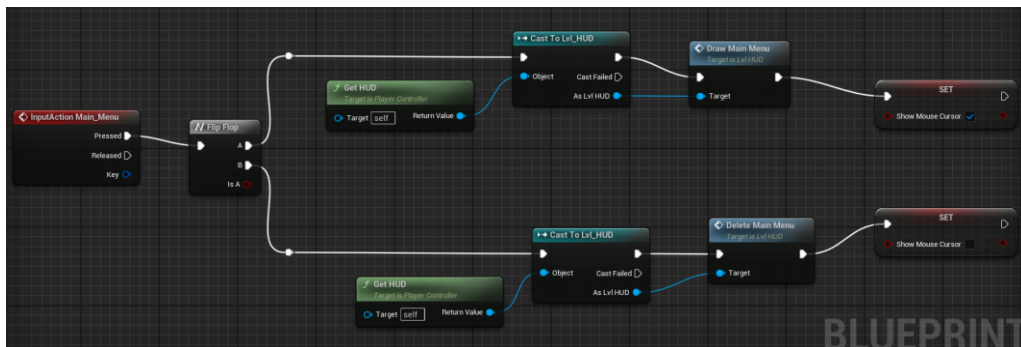 Cast To Lvl_HUD
Object
Cast Failed
As Lvl HUD
Draw Main Menu
Target is Lvl HUD
Target
Get HUD
Target is Player Controller
Target self
Return Value
SET
Show Mouse Cursor
InputAction Main_Menu
Pressed
Released
Key
Flip Flop
A
B
Is A
Cast To Lvl_HUD
Object
Cast Failed
As Lvl HUD
Delete Main Menu
Target is Lvl HUD
Target
SET
Show Mouse Cursor
Get HUD
Target is Player Controller
Target self
Return Value
BLUEPRINT